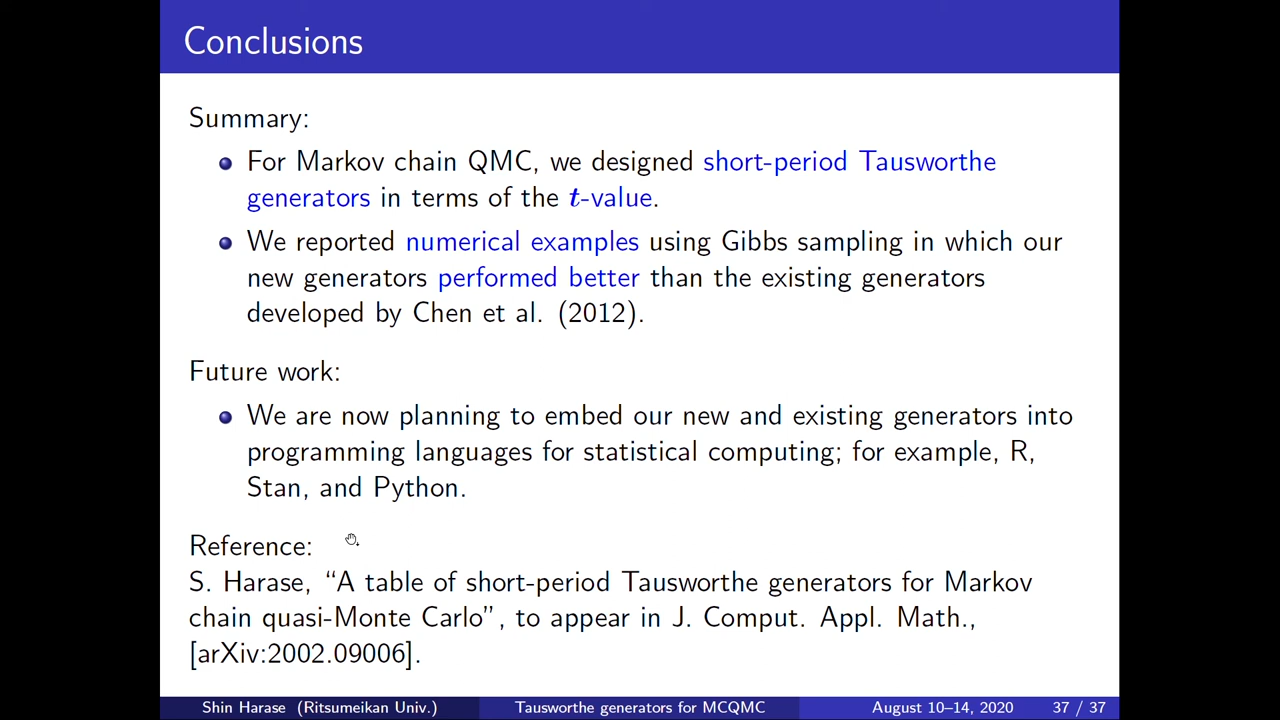 Conclusions
Summary:
For Markov chain QMC, we designed short-period Tausworthe
generators in terms of the t-value.
We reported numerical examples using Gibbs sampling in which our
new generators performed better than the existing generators
developed by Chen et al. (2012).
Future work:
We are now planning to embed our new and existing generators into
programming languages for statistical computing; for example, R,
Stan, and Python.
Reference:
S. Harase, “A table of short-period Tausworthe generators for Markov
chain quasi-Monte Carlo”, to appear in J. Comput. Appl. Math.,
[arXiv:2002.09006].
Shin Harase (Ritsumeikan Univ.) Tausworthe generators for MCQMC August 10–14, 2020 37 / 37